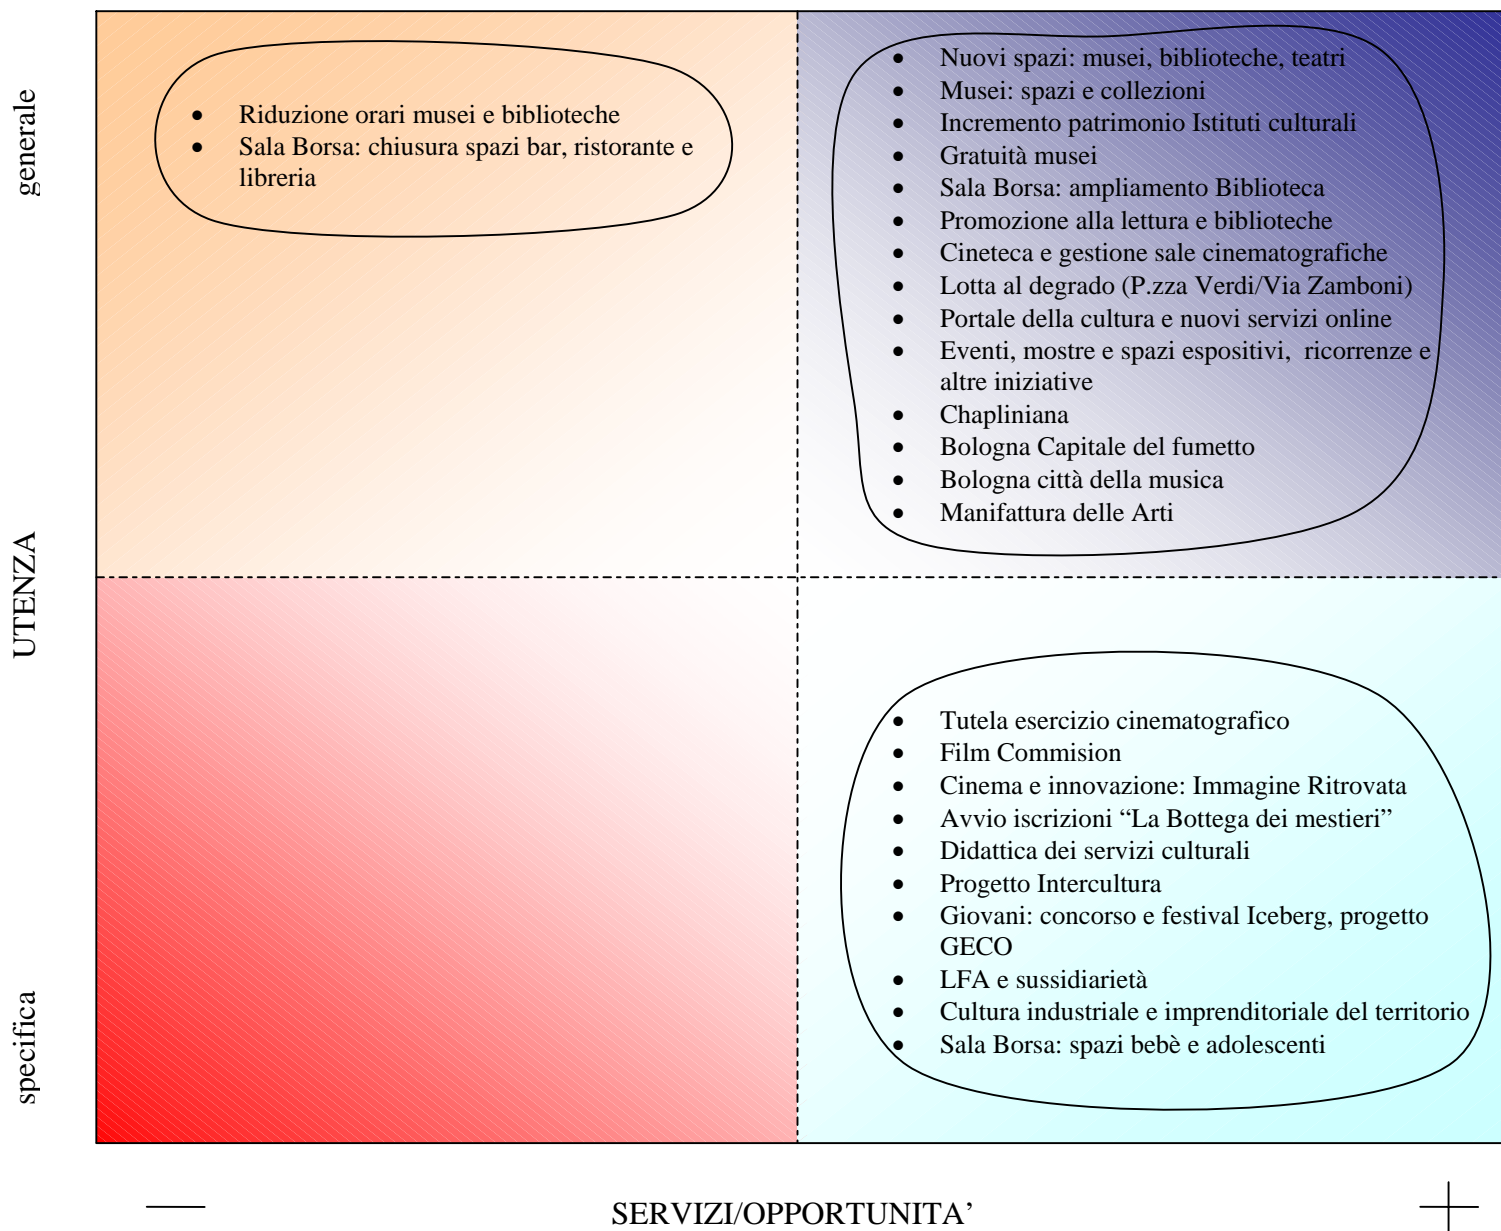 generale
UTENZA
specifica
• Riduzione orari musei e biblioteche
• Sala Borsa: chiusura spazi bar, ristorante e
libreria
• Nuovi spazi: musei, biblioteche, teatri
• Musei: spazi e collezioni
• Incremento patrimonio Istituti culturali
• Gratuità musei
• Sala Borsa: ampliamento Biblioteca
• Promozione alla lettura e biblioteche
• Cineteca e gestione sale cinematografiche
• Lotta al degrado (P.zza Verdi/Via Zamboni)
• Portale della cultura e nuovi servizi online
• Eventi, mostre e spazi espositivi, ricorrenze e
altre iniziative
• Chapliniana
• Bologna Capitale del fumetto
• Bologna città della musica
• Manifattura delle Arti
• Tutela esercizio cinematografico
• Film Commision
• Cinema e innovazione: Immagine Ritrovata
• Avvio iscrizioni “La Bottega dei mestieri”
• Didattica dei servizi culturali
• Progetto Intercultura
• Giovani: concorso e festival Iceberg, progetto
GECO
• LFA e sussidiarietà
• Cultura industriale e imprenditoriale del territorio
• Sala Borsa: spazi bebè e adolescenti
— SERVIZI/OPPORTUNITA’ +